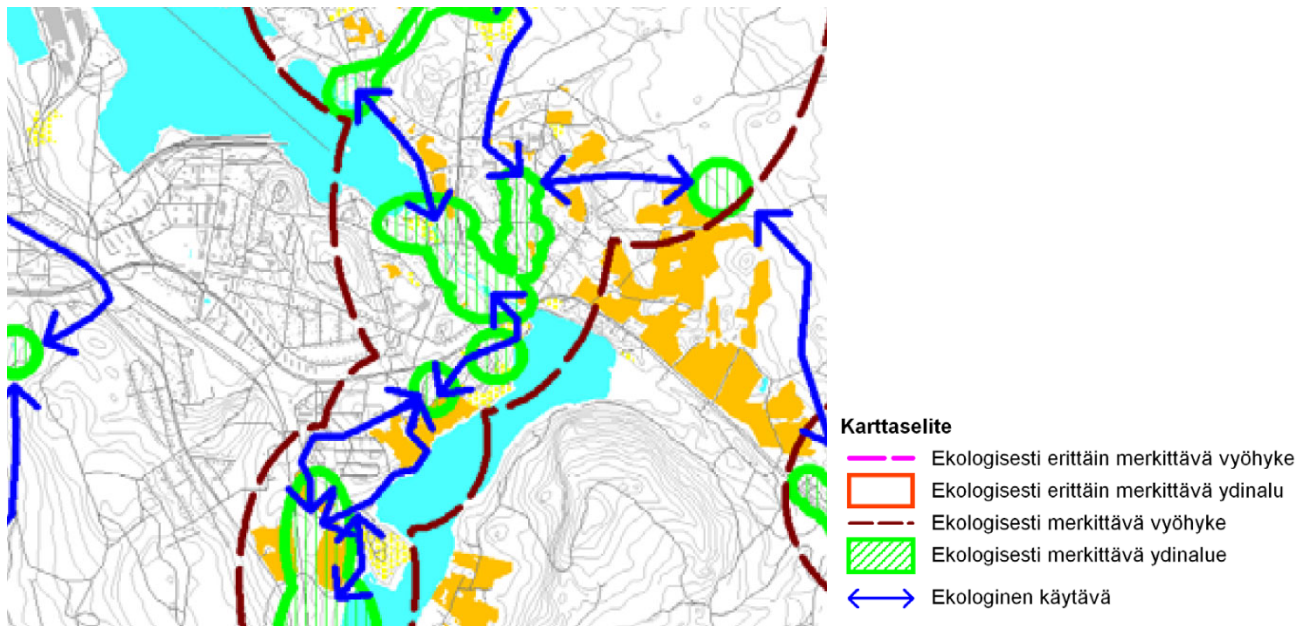 Karttaselite
Ekologisesti erittäin merkittävä vyöhyke
Ekologisesti erittäin merkittävä ydinalu
Ekologisesti merkittävä vyöhyke
Ekologisesti merkittävä ydinalue
Ekologinen käytävä